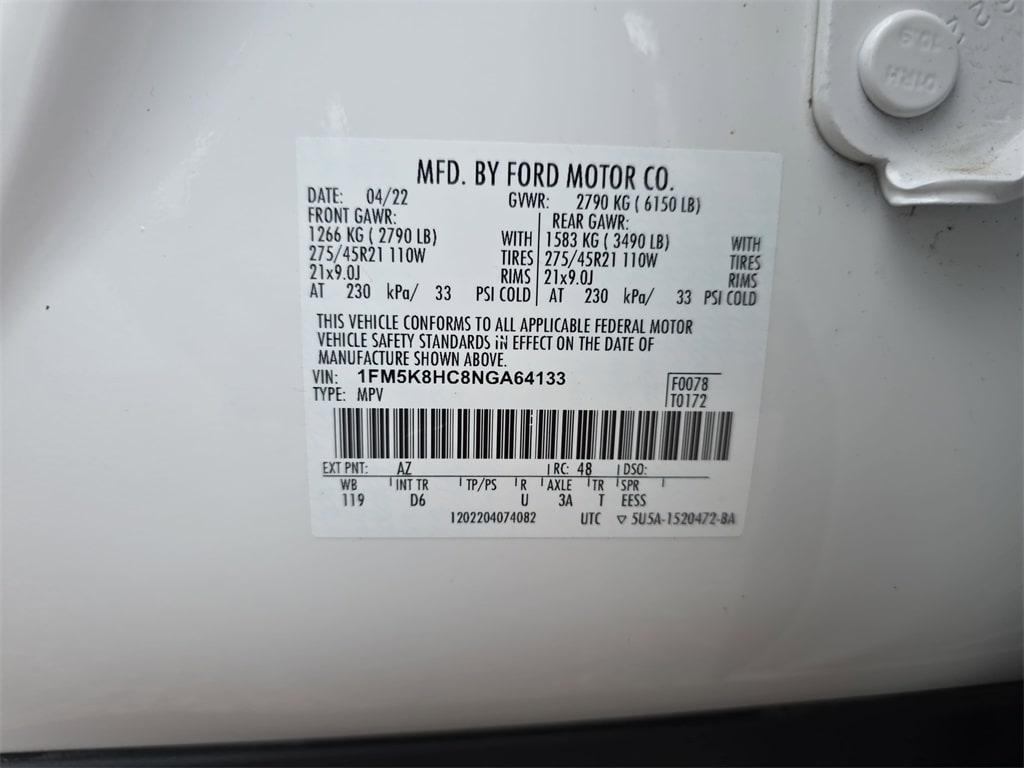 MFD. BY FORD MOTOR CO.
DATE: 04/22 GVWR: 2790 KG ( 6150 LB)
FRONT GAWR: REAR GAWR:
1266 KG ( 2790 LB) WITH 1583 KG ( 3490 LB) WITH
275/45R21 110W TIRES 275/45R21 110W TIRES
21x9.0J RIMS 21x9.0J RIMS
AT 230 kPa/ 33 PSI COLD AT 230 kPa/ 33 PSI COLD
THIS VEHICLE CONFORMS TO ALL APPLICABLE FEDERAL MOTOR
VEHICLE SAFETY STANDARDS IN EFFECT ON THE DATE OF
MANUFACTURE SHOWN ABOVE.
VIN: 1FM5K8HC8NGA64133 F0078
TYPE: MPV T0172
EXT PNT: AZ RC: 48 DSO:
WB INT TR TP/PS R AXLE TR SPR
119 D6 U 3A T EESS
1202204074082 UTC ▽ 5U5A-1520472-BA
10.9